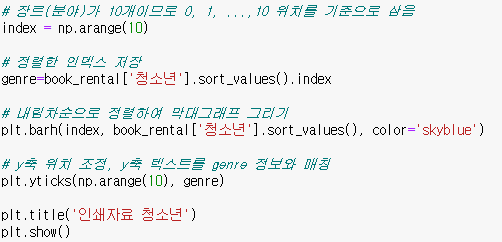 # 장르(분야)가 10개이므로 0, 1, ...,10 위치를 기준으로 삼음
index = np.arange(10)
# 정렬한 인덱스 저장
genre=book_rental['청소년'].sort_values().index
# 내림차순으로 정렬하여 막대그래프 그리기
plt.barh(index, book_rental['청소년'].sort_values(), color='skyblue')
# y축 위치 조정, y축 텍스트를 genre 정보와 매칭
plt.yticks(np.arange(10), genre)
plt.title('인쇄자료 청소년')
plt.show()